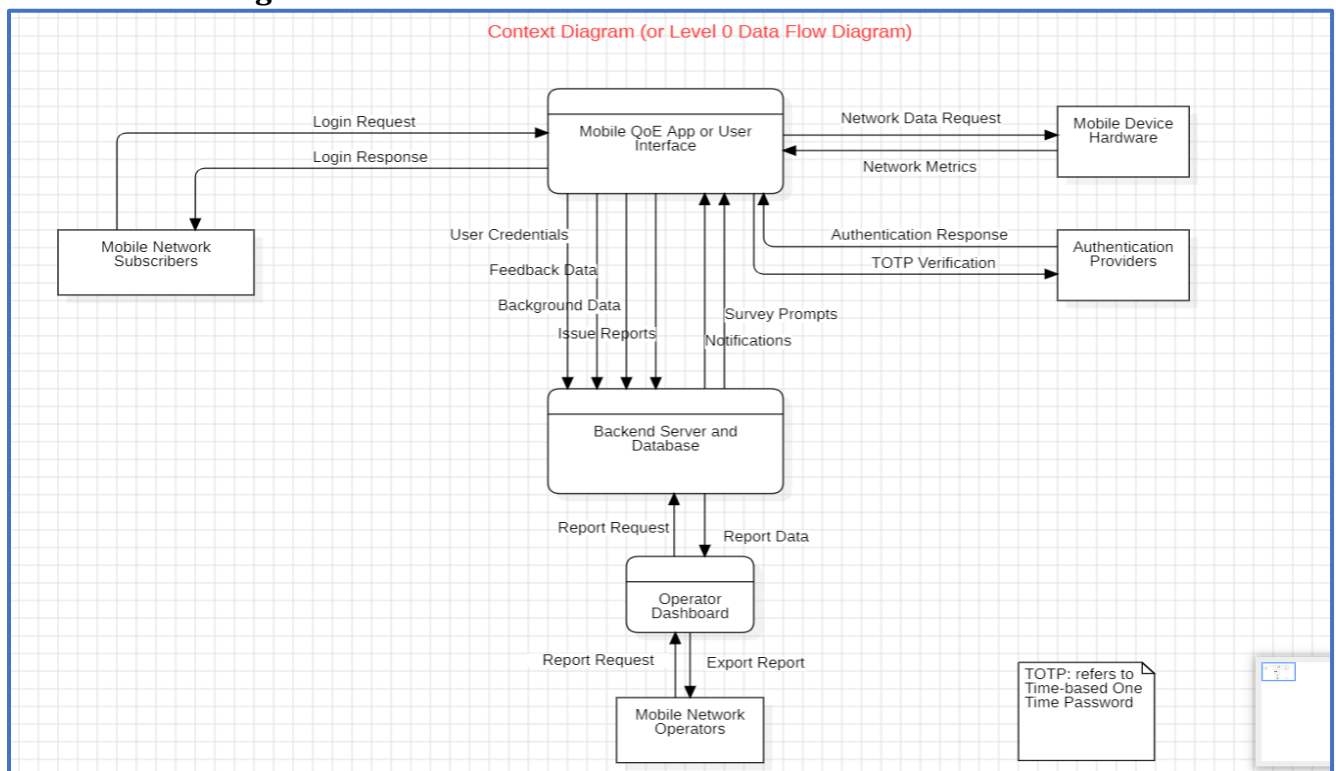 Context Diagram (or Level 0 Data Flow Diagram)
Login Request
Login Response
Mobile Network
Subscribers
Mobile QoE App or User
Interface
Network Data Request
Network Metrics
Mobile Device
Hardware
Authentication Response
TOTP Verification
Authentication
Providers
User Credentials
Feedback Data
Background Data
Issue Reports
Survey Prompts
Notifications
Backend Server and
Database
Report Request
Report Data
Operator
Dashboard
Report Request
Export Report
Mobile Network
Operators
TOTP: refers to
Time-based One
Time Password